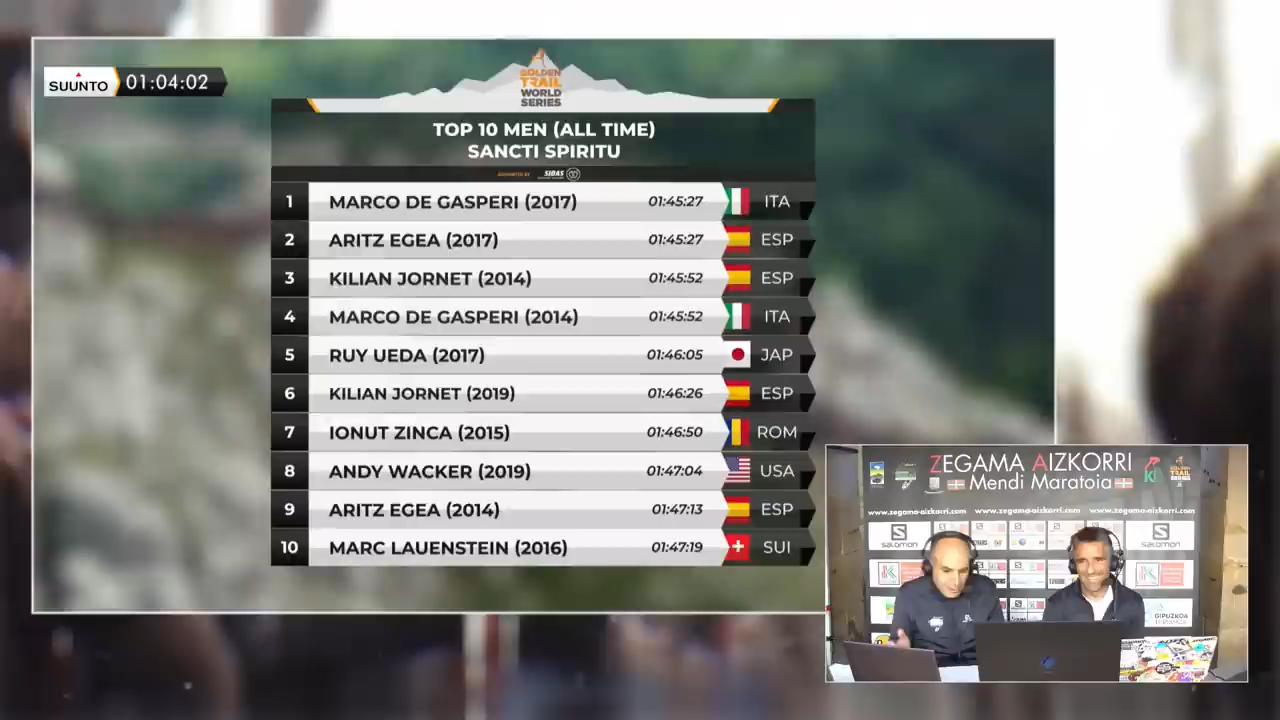 SUUNTO 01:04:02
GOLDEN
TRAIL
WORLD
SERIES
TOP 10 MEN (ALL TIME)
SANCTI SPIRITU
SIDAS
1 MARCO DE GASPERI (2017) 01:45:27 ITA
2 ARITZ EGEA (2017) 01:45:27 ESP
3 KILIAN JORNET (2014) 01:45:52 ESP
4 MARCO DE GASPERI (2014) 01:45:52 ITA
5 RUY UEDA (2017) 01:46:05 JAP
6 KILIAN JORNET (2019) 01:46:26 ESP
7 IONUT ZINCA (2015) 01:46:50 ROM
8 ANDY WACKER (2019) 01:47:04 USA
9 ARITZ EGEA (2014) 01:47:13 ESP
10 MARC LAUENSTEIN (2016) 01:47:19 SUI
ZEGAMA AIZKORRI
Mendi Maratoia
www.zegama-aizkorri.com www.zegama-aizkorri.com www.zegama-aizkorri.com
SALOMON SALOMON
GIPUZKOA